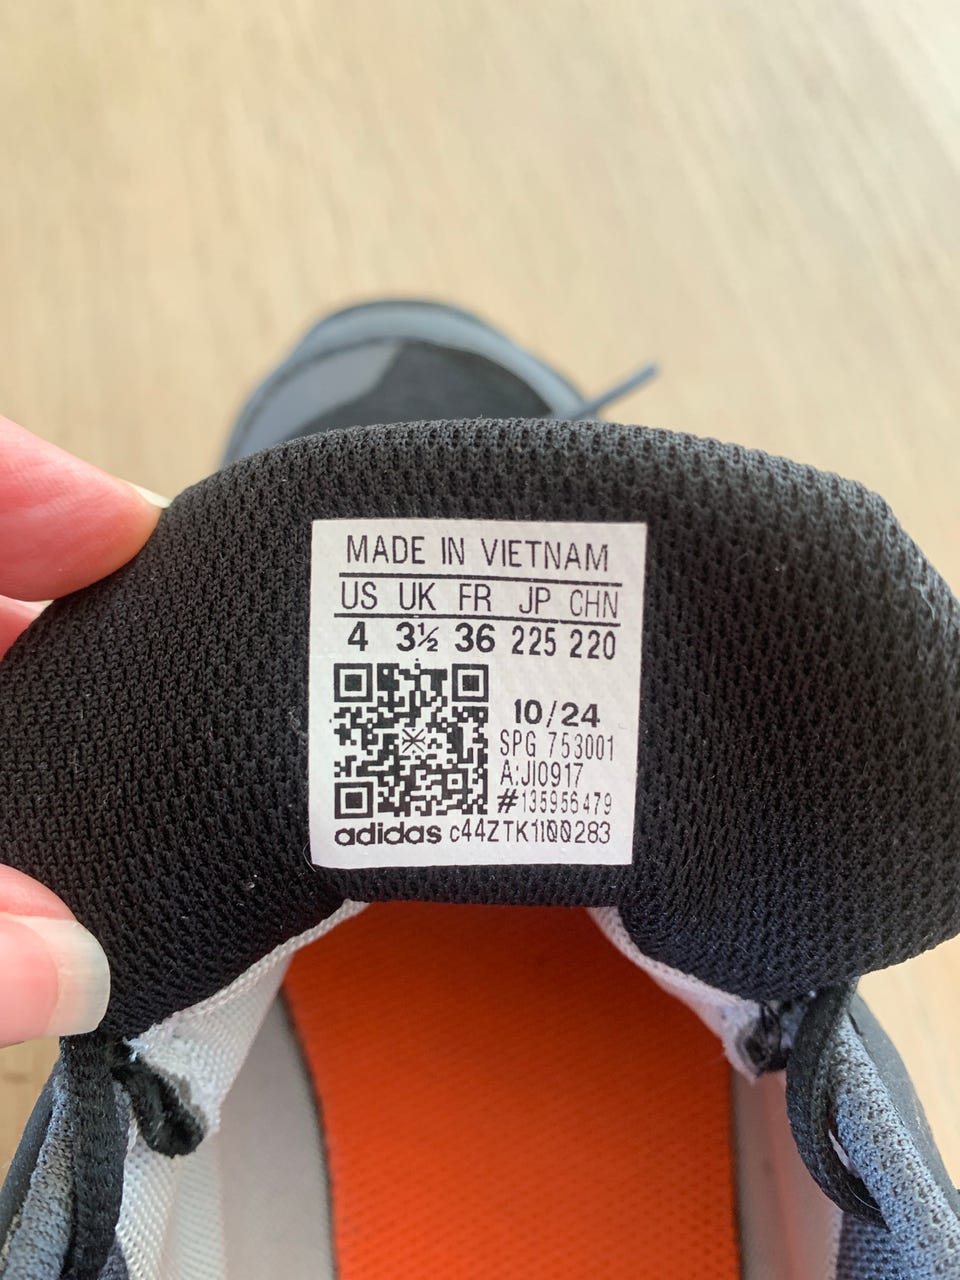 MADE IN VIETNAM
US UK FR JP CHN
4 3½ 36 225 220
10/24
SPG 753001
A:JI0917
#135956479
adidas c44ZTK1I00283